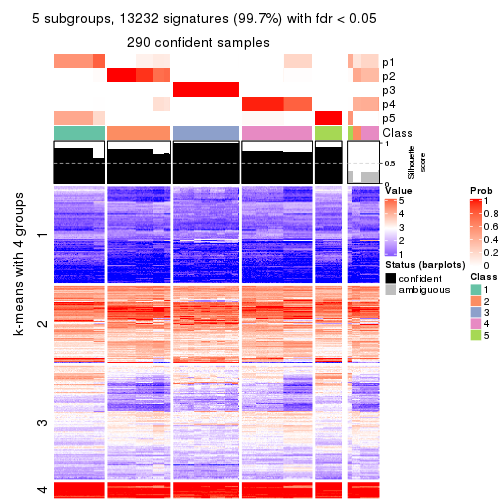 5 subgroups, 13232 signatures (99.7%) with fdr < 0.05
290 confident samples
p1
p2
p3
p4
p5
Class
1
0.5
0
Silhouette
score
k-means with 4 groups
1
2
3
4
Value
5
4
3
2
1
Status (barplots)
confident
ambiguous
Prob
1
0.8
0.6
0.4
0.2
0
Class
1
2
3
4
5